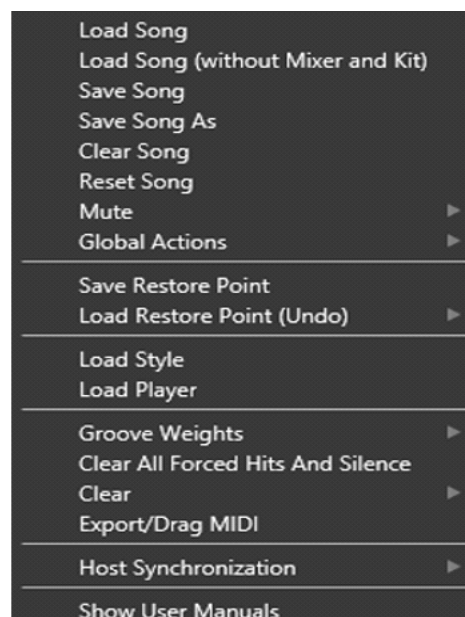 Load Song
Load Song (without Mixer and Kit)
Save Song
Save Song As
Clear Song
Reset Song
Mute
Global Actions
Save Restore Point
Load Restore Point (Undo)
Load Style
Load Player
Groove Weights
Clear All Forced Hits And Silence
Clear
Export/Drag MIDI
Host Synchronization
Show User Manuals